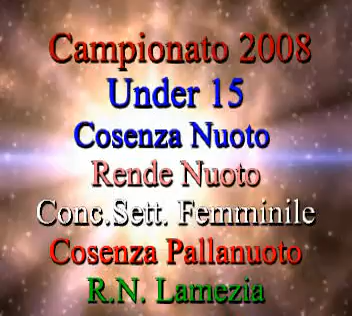 Campionato 2008
Under 15
Cosenza Nuoto
Rende Nuoto
Conc.Sett. Femminile
Cosenza Pallanuoto
R.N. Lamezia